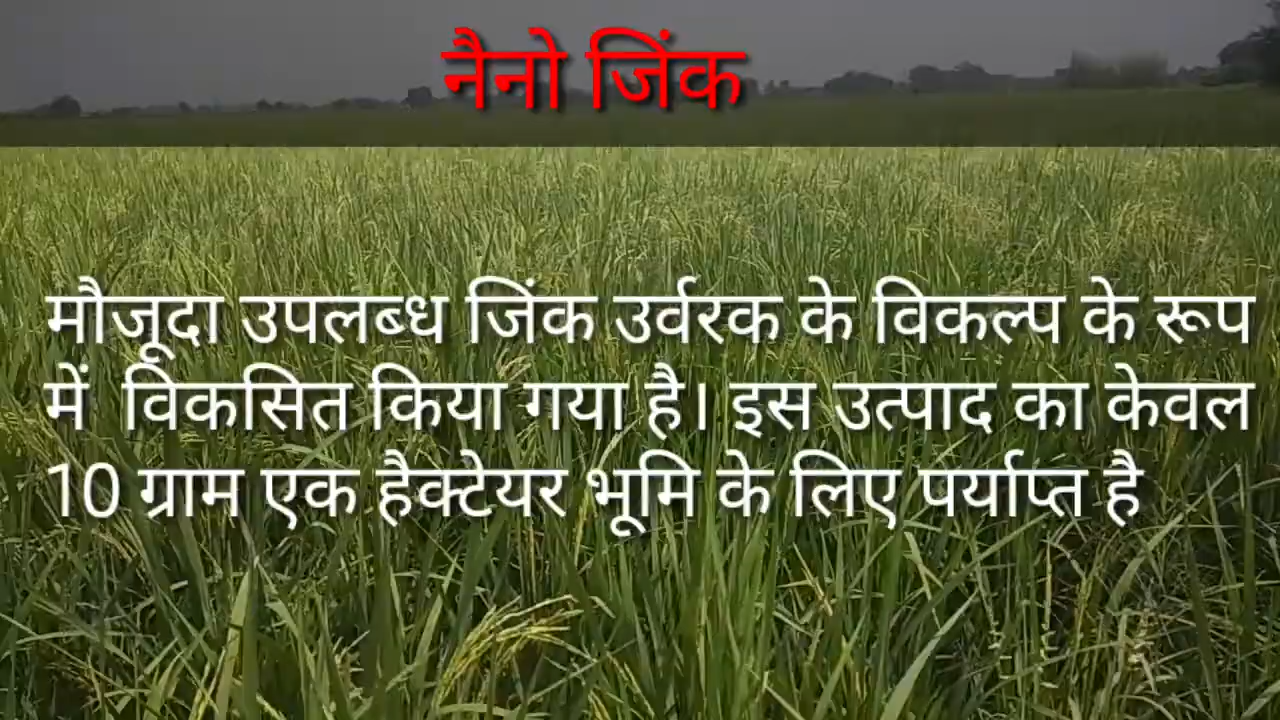 नैनो जिंक
मौजूदा उपलब्ध जिंक उर्वरक के विकल्प के रूप
में विकसित किया गया है। इस उत्पाद का केवल
10 ग्राम एक हैक्टेयर भूमि के लिए पर्याप्त है